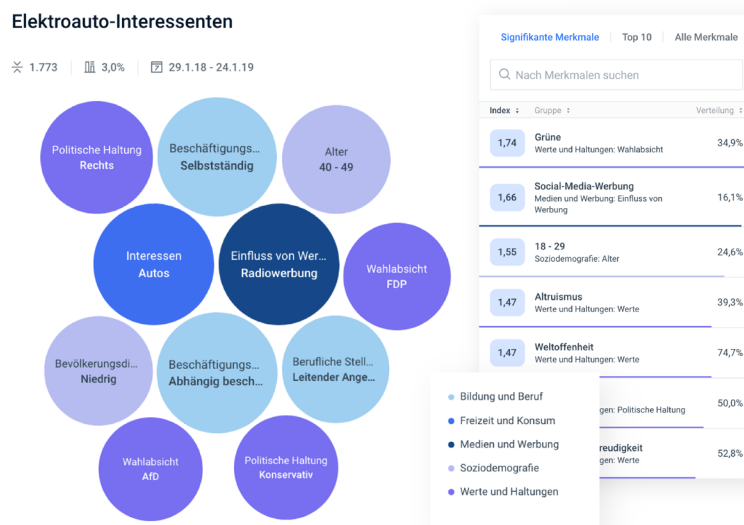 Elektroauto-Interessenten
1.773
3,0%
29.1.18 - 24.1.19
Politische Haltung
Rechts
Beschäftigungs...
Selbstständig
Alter
40 - 49
Interessen
Autos
Einfluss von Wer...
Radiowerbung
Wahlabsicht
FDP
Bevölkerungsdi...
Niedrig
Beschäftigungs...
Abhängig besch...
Berufliche Stell...
Leitender Ange...
Wahlabsicht
AfD
Politische Haltung
Konservativ
Signifikante Merkmale
Top 10
Alle Merkmale
Nach Merkmalen suchen
Index
Gruppe
Verteilung
1,74
Grüne
Werte und Haltungen: Wahlabsicht
34,9%
1,66
Social-Media-Werbung
Medien und Werbung: Einfluss von
Werbung
16,1%
1,55
18 - 29
Soziodemografie: Alter
24,6%
1,47
Altruismus
Werte und Haltungen: Werte
39,3%
1,47
Weltoffenheit
Werte und Haltungen: Werte
74,7%
gen: Politische Haltung
50,0%
reudigkeit
gen: Werte
52,8%
Bildung und Beruf
Freizeit und Konsum
Medien und Werbung
Soziodemografie
Werte und Haltungen